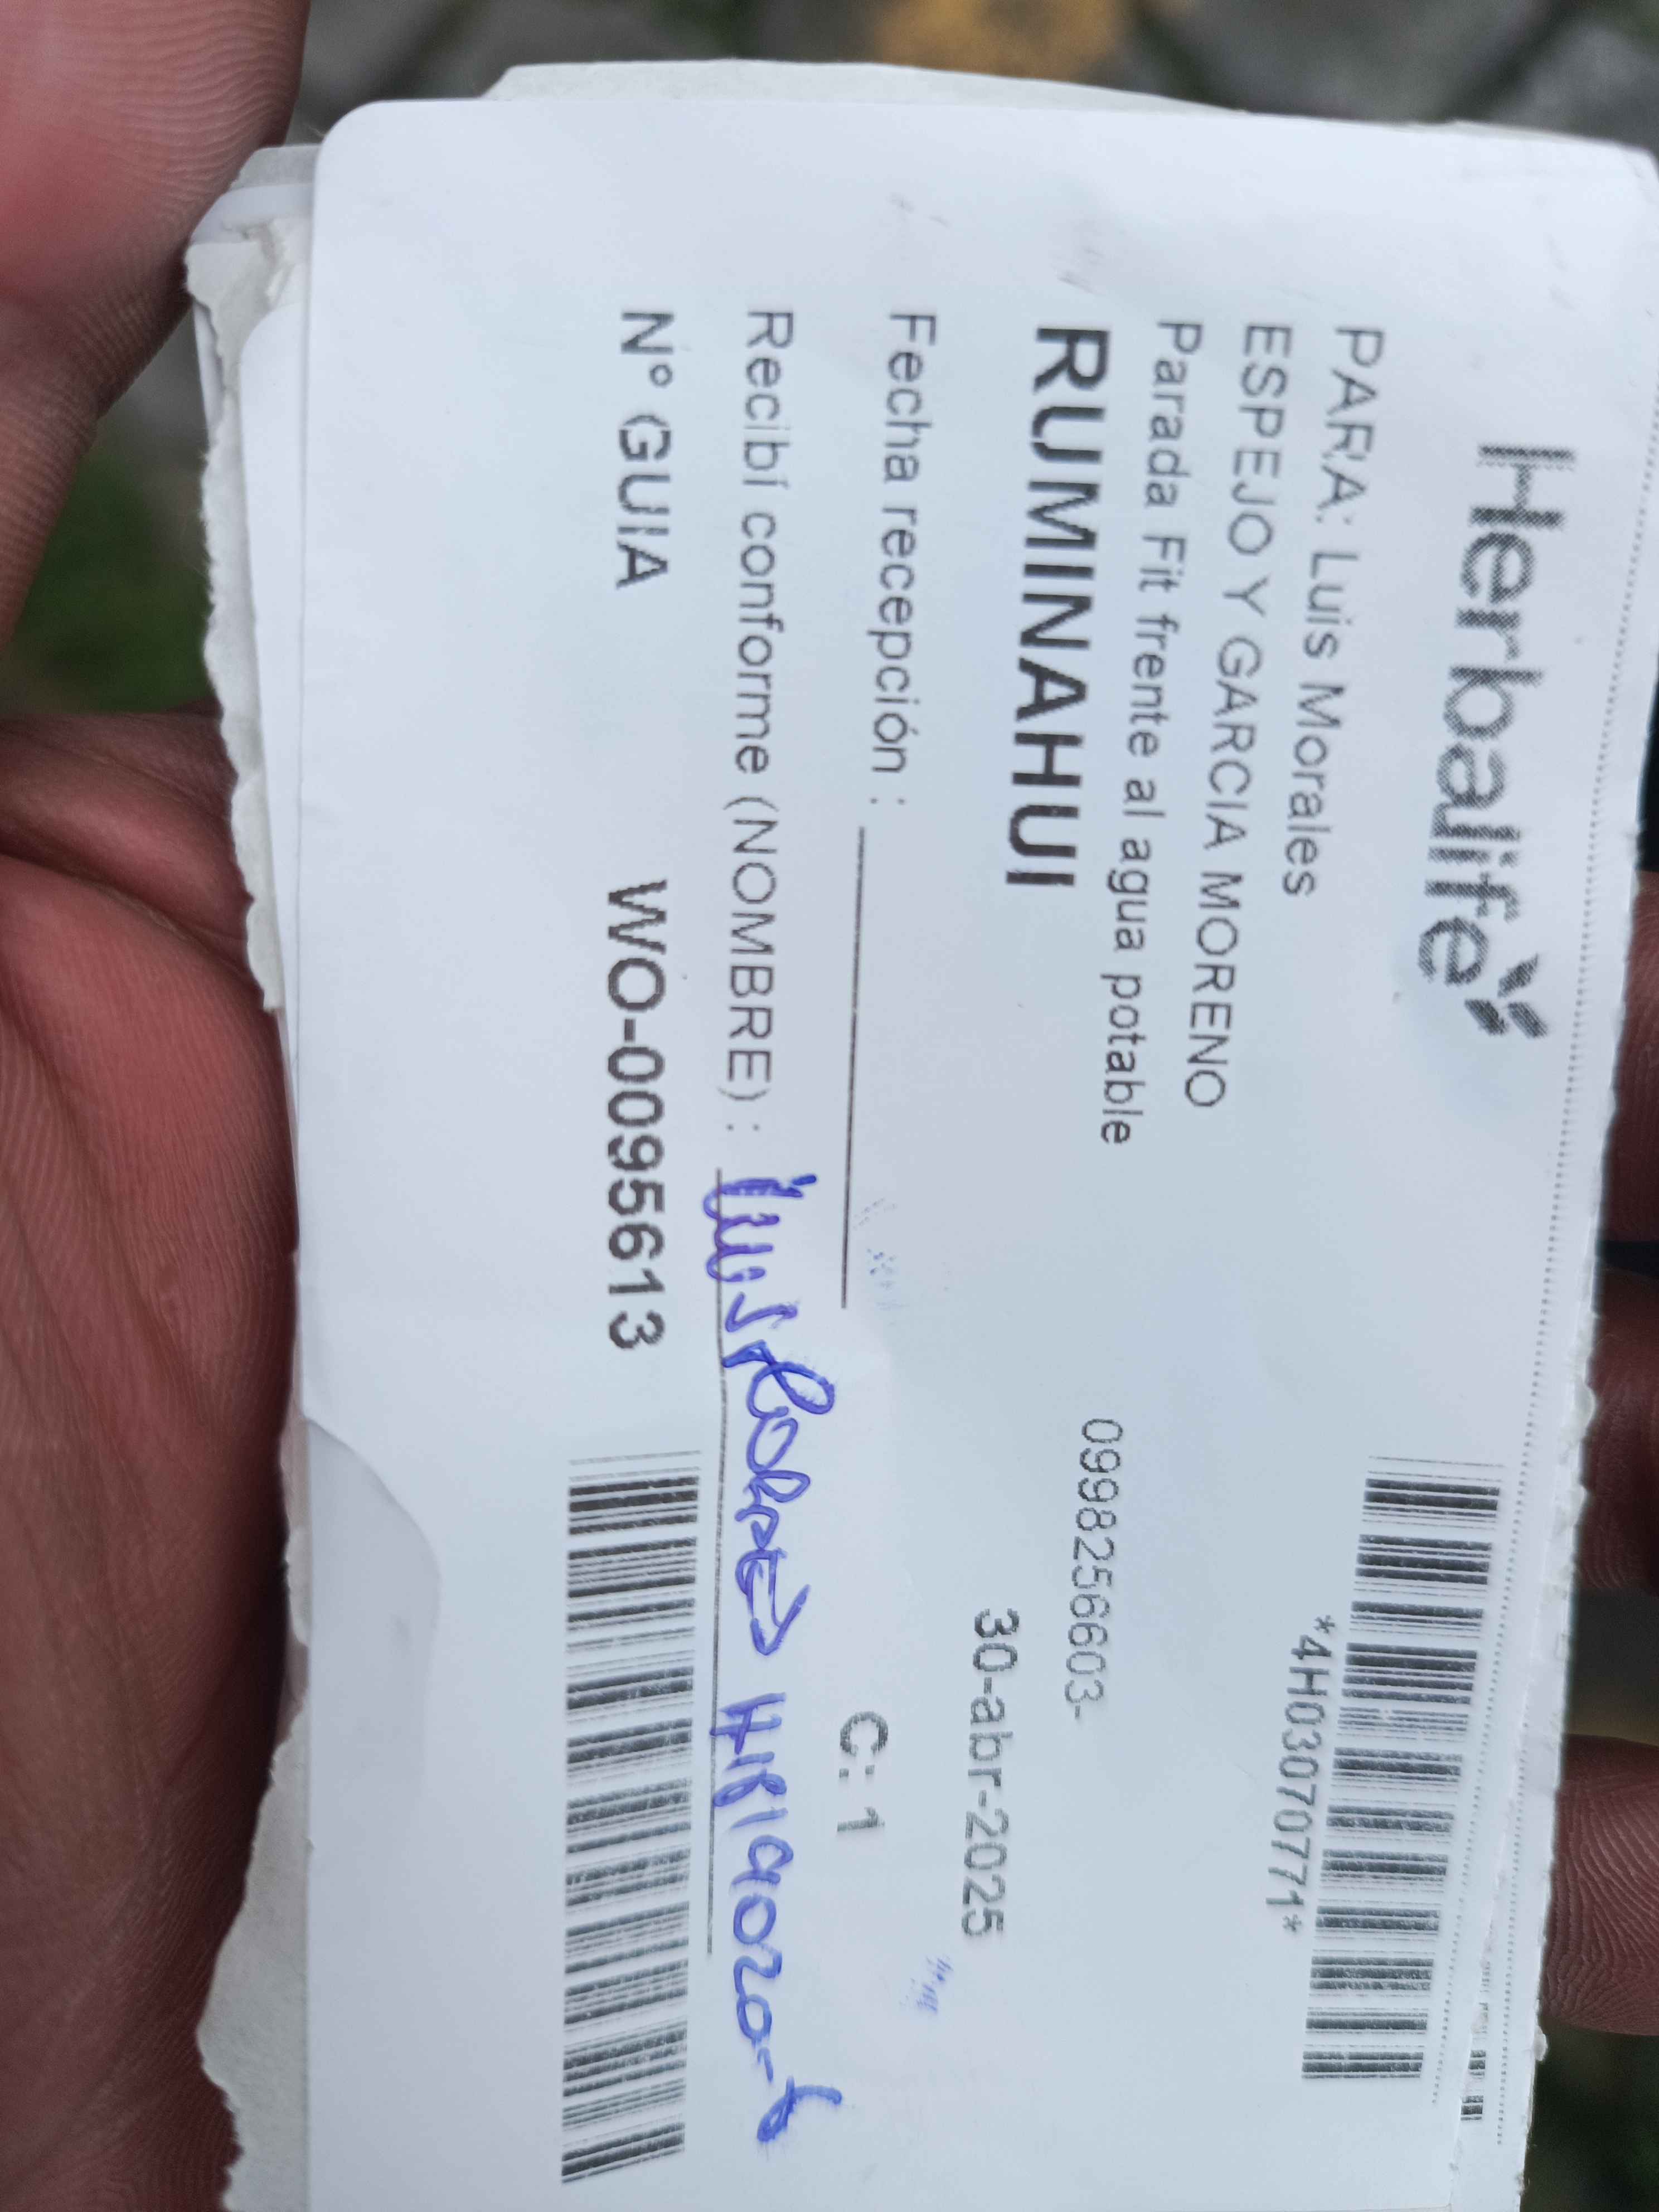 Herbalife
*4H03070771*
PARA: Luis Morales
ESPEJO Y GARCIA MORENO
Parada Fit frente al agua potable
0998256603-
RUMINAHUI
30-abr-2025
Fecha recepción :
C: 1
Recibí conforme (NOMBRE) :
N° GUIA WO-0095613